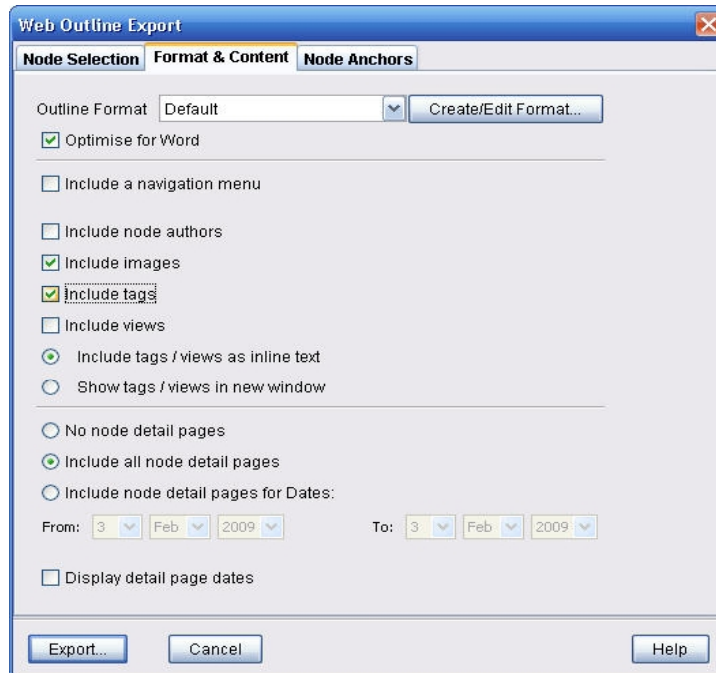 Web Outline Export
Node Selection Format & Content Node Anchors
Outline Format Default Create/Edit Format...
Optimise for Word
Include a navigation menu
Include node authors
Include images
Include tags
Include views
Include tags / views as inline text
Show tags / views in new window
No node detail pages
Include all node detail pages
Include node detail pages for Dates:
From: 3 Feb 2009 To: 3 Feb 2009
Display detail page dates
Export... Cancel Help